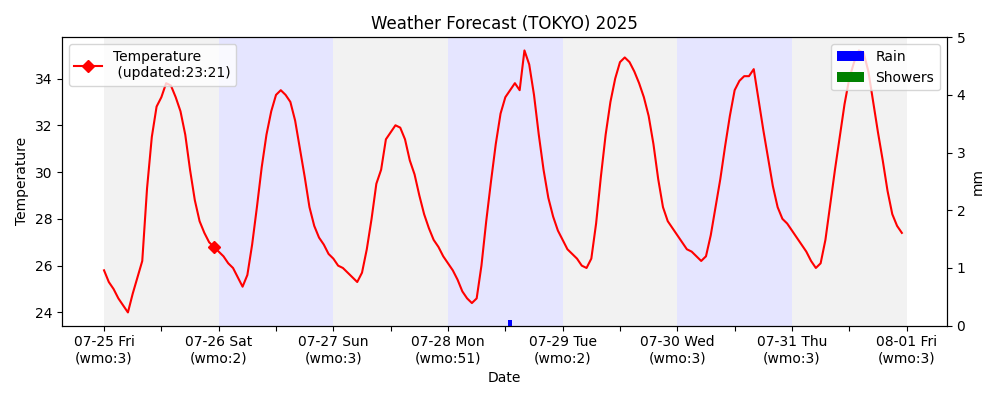 Weather Forecast (TOKYO) 2025
Temperature
(updated:23:21)
Rain
Showers
Temperature
34
32
30
28
26
24
5
4
3
2
1
0
mm
07-25 Fri
(wmo:3)
07-26 Sat
(wmo:2)
07-27 Sun
(wmo:3)
07-28 Mon
(wmo:51)
07-29 Tue
(wmo:2)
07-30 Wed
(wmo:3)
07-31 Thu
(wmo:3)
08-01 Fri
(wmo:3)
Date